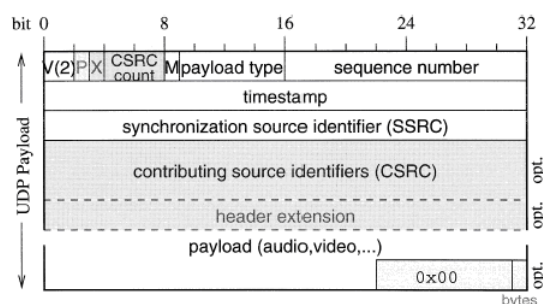 bit 0 8 16 24 32
V(2) P X CSRC count M payload type sequence number
timestamp
synchronization source identifier (SSRC)
contributing source identifiers (CSRC) opt.
header extension opt.
payload (audio,video,...)
0x00 opt.
bytes
UDP Payload